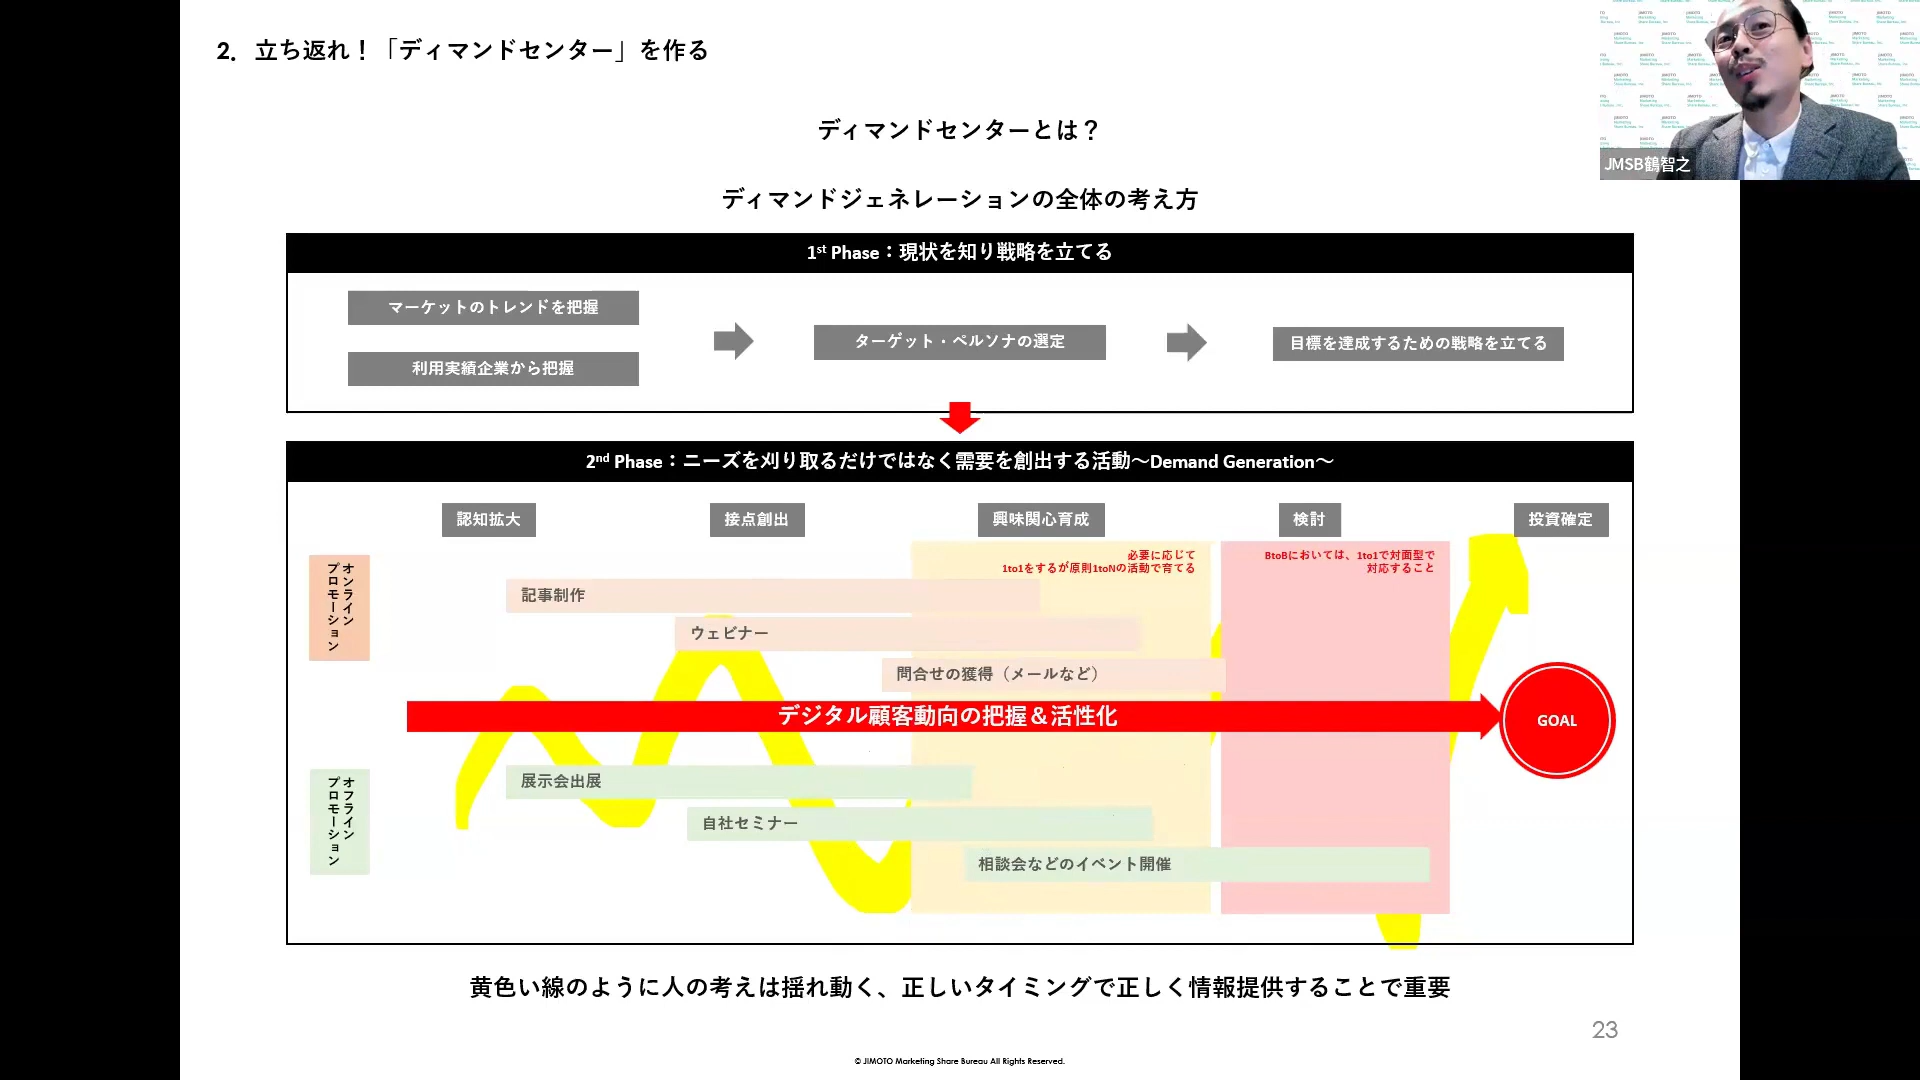 2. 立ち返れ！「ディマンドセンター」を作る
JMSB鶴智之
ディマンドセンターとは？
ディマンドジェネレーションの全体の考え方
1st Phase：現状を知り戦略を立てる
マーケットのトレンドを把握
利用実績企業から把握
ターゲット・ペルソナの選定
目標を達成するための戦略を立てる
2nd Phase：ニーズを刈り取るだけではなく需要を創出する活動～Demand Generation～
認知拡大
接点創出
興味関心育成
検討
投資確定
オンライン
プロモーション
必要に応じて
1to1をするが原則1toNの活動で育てる
BtoBにおいては、1to1で対面型で
対応すること
記事制作
ウェビナー
問合せの獲得（メールなど）
デジタル顧客動向の把握＆活性化
GOAL
オフライン
プロモーション
展示会出展
自社セミナー
相談会などのイベント開催
黄色い線のように人の考えは揺れ動く、正しいタイミングで正しく情報提供することで重要
23
© JIMOTO Marketing Share Bureau All Rights Reserved.